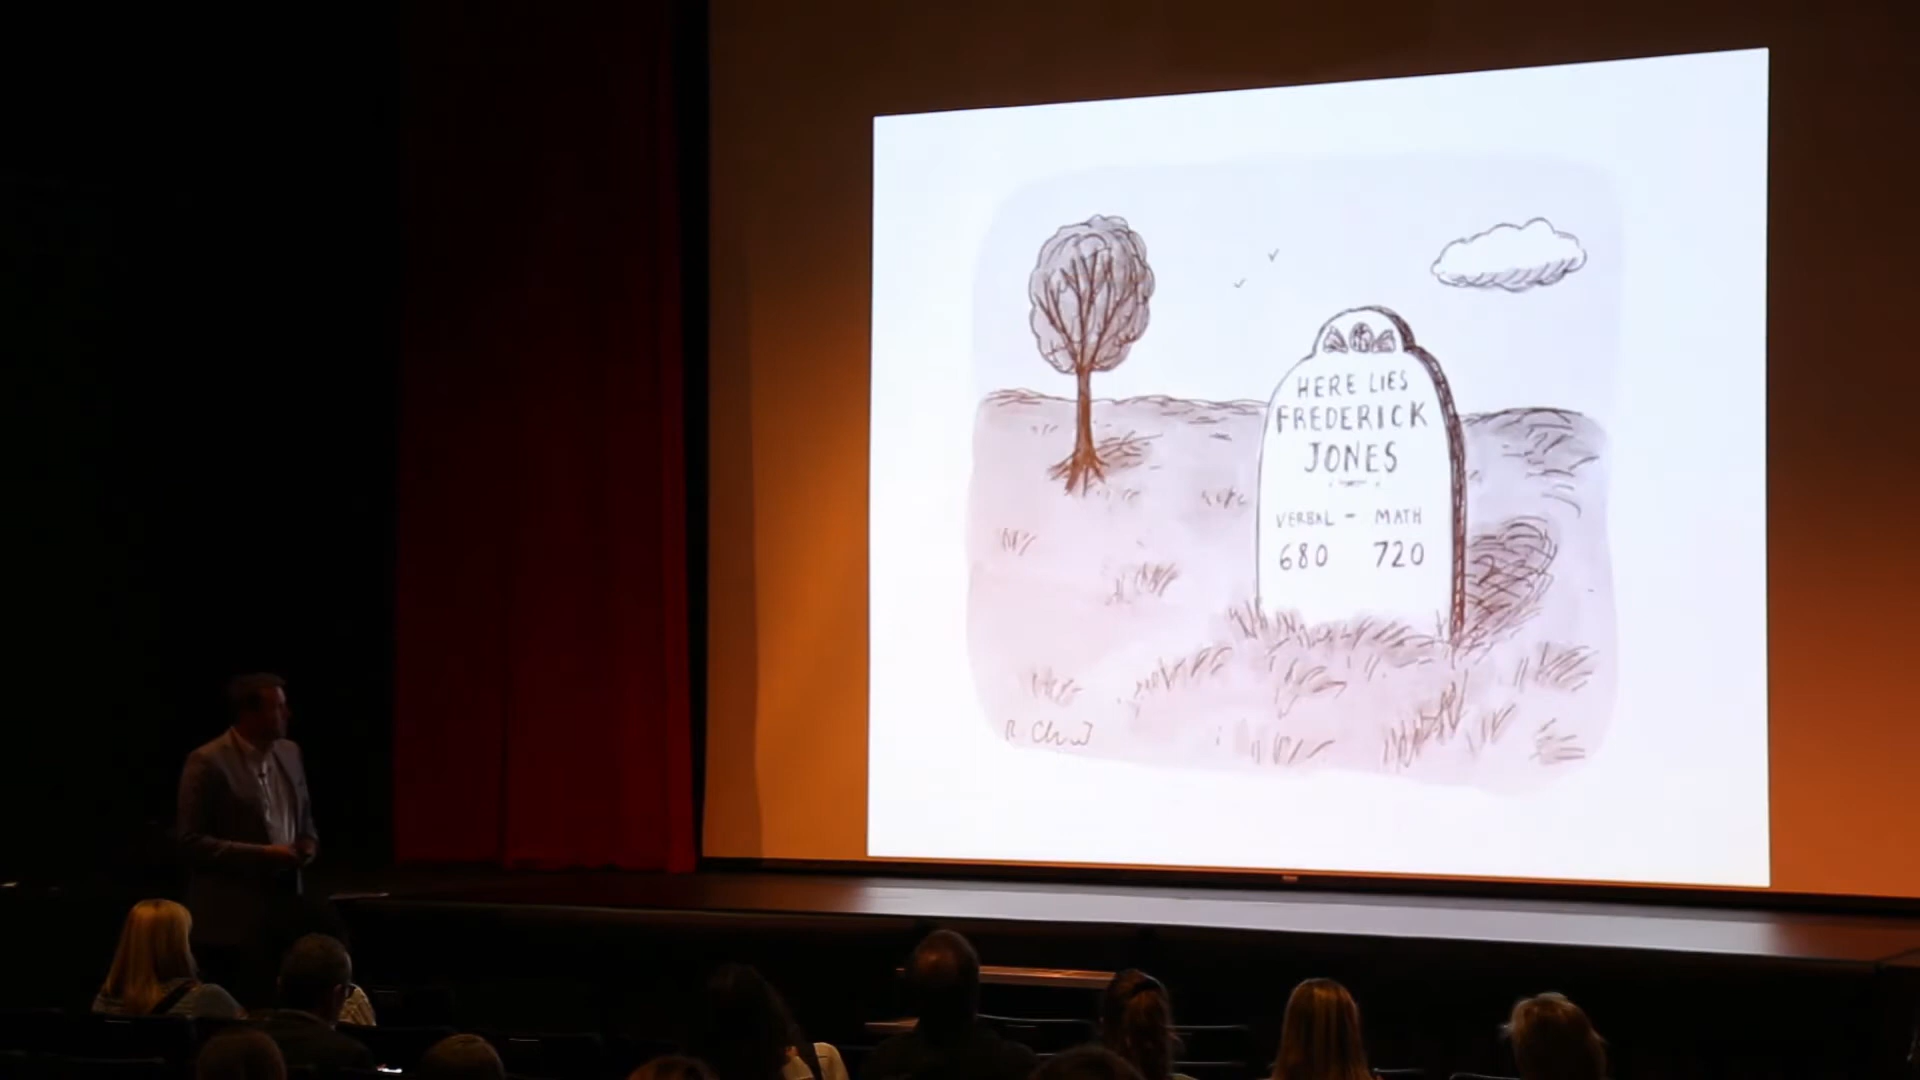 HERE LIES
FREDERICK
JONES
VERBAL - MATH
680 720